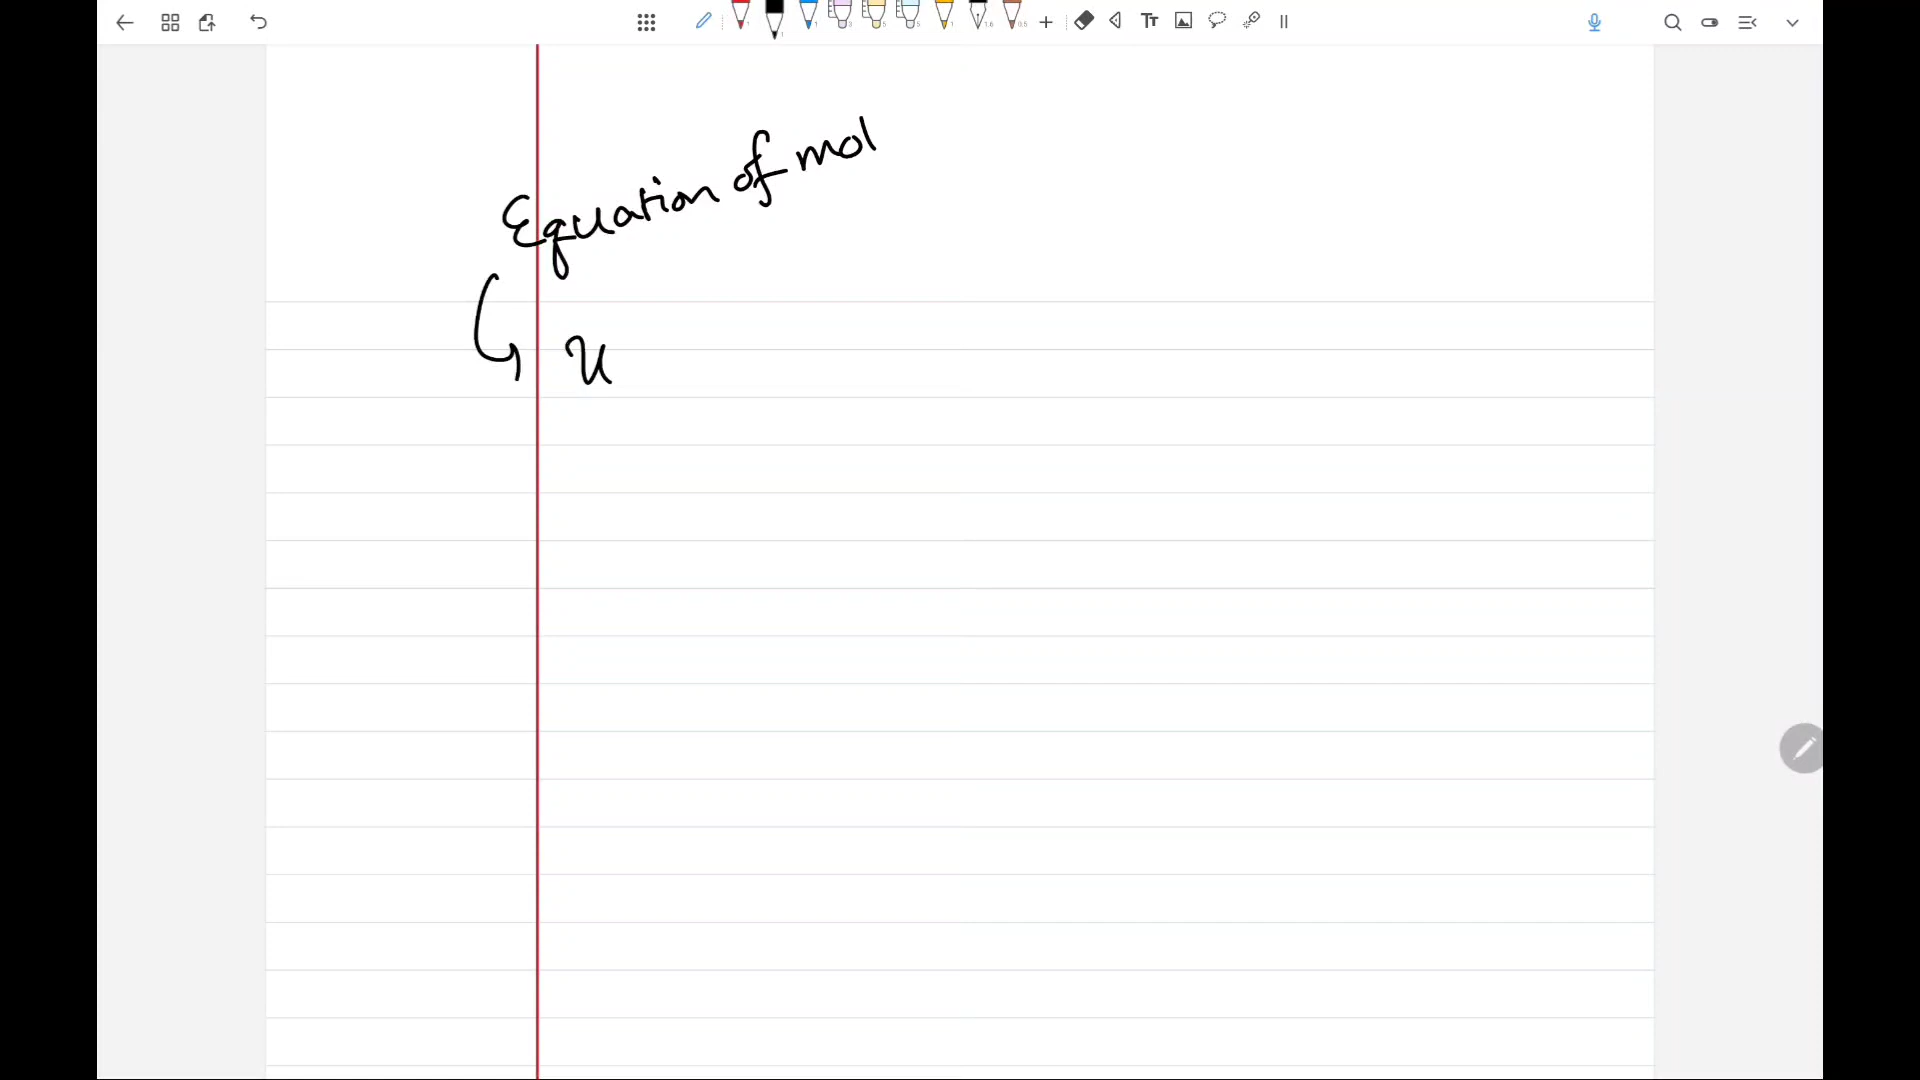 Equation of mol
x